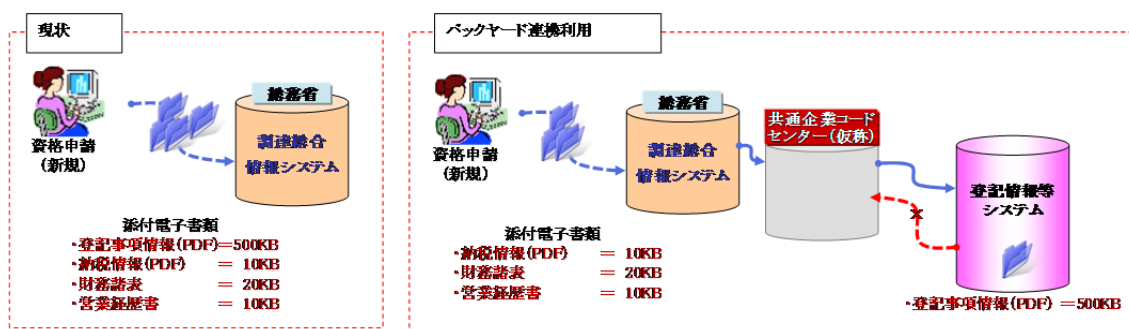 現状
資格申請
(新規)
総務省
調達総合
情報システム
添付電子書類
・登記事項情報(PDF)=500KB
・納税情報(PDF) = 10KB
・財務諸表 = 20KB
・営業経歴書 = 10KB
バックヤード連携利用
資格申請
(新規)
総務省
調達総合
情報システム
共通企業コード
センター(仮称)
登記情報等
システム
×
添付電子書類
・納税情報(PDF) = 10KB
・財務諸表 = 20KB
・営業経歴書 = 10KB
・登記事項情報(PDF) =500KB